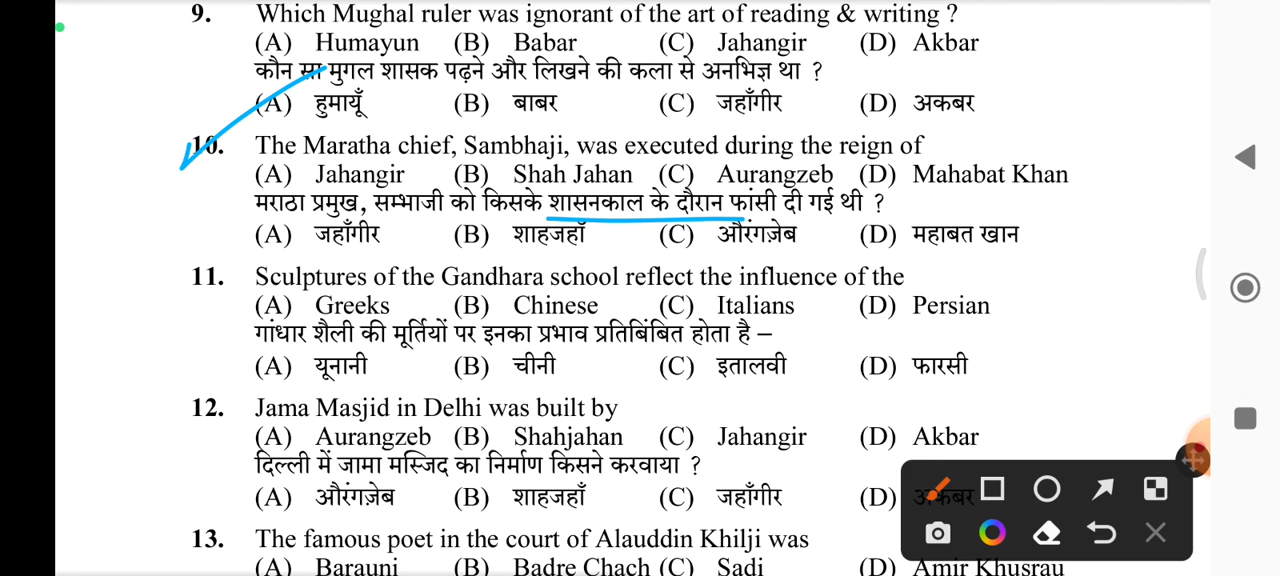 9. Which Mughal ruler was ignorant of the art of reading & writing ?
(A) Humayun (B) Babar (C) Jahangir (D) Akbar
कौन सा मुगल शासक पढ़ने और लिखने की कला से अनभिज्ञ था ?
(A) हुमायूँ (B) बाबर (C) जहाँगीर (D) अकबर
10. The Maratha chief, Sambhaji, was executed during the reign of
(A) Jahangir (B) Shah Jahan (C) Aurangzeb (D) Mahabat Khan
मराठा प्रमुख, सम्भाजी को किसके शासनकाल के दौरान फांसी दी गई थी ?
(A) जहाँगीर (B) शाहजहाँ (C) औरंगज़ेब (D) महाबत खान
11. Sculptures of the Gandhara school reflect the influence of the
(A) Greeks (B) Chinese (C) Italians (D) Persian
गांधार शैली की मूर्तियों पर इनका प्रभाव प्रतिबिंबित होता है –
(A) यूनानी (B) चीनी (C) इतालवी (D) फारसी
12. Jama Masjid in Delhi was built by
(A) Aurangzeb (B) Shahjahan (C) Jahangir (D) Akbar
दिल्ली में जामा मस्जिद का निर्माण किसने करवाया ?
(A) औरंगज़ेब (B) शाहजहाँ (C) जहाँगीर (D) अकबर
13. The famous poet in the court of Alauddin Khilji was
(A) Barauni (B) Badre Chach (C) Sadi (D) Amir Khusrau